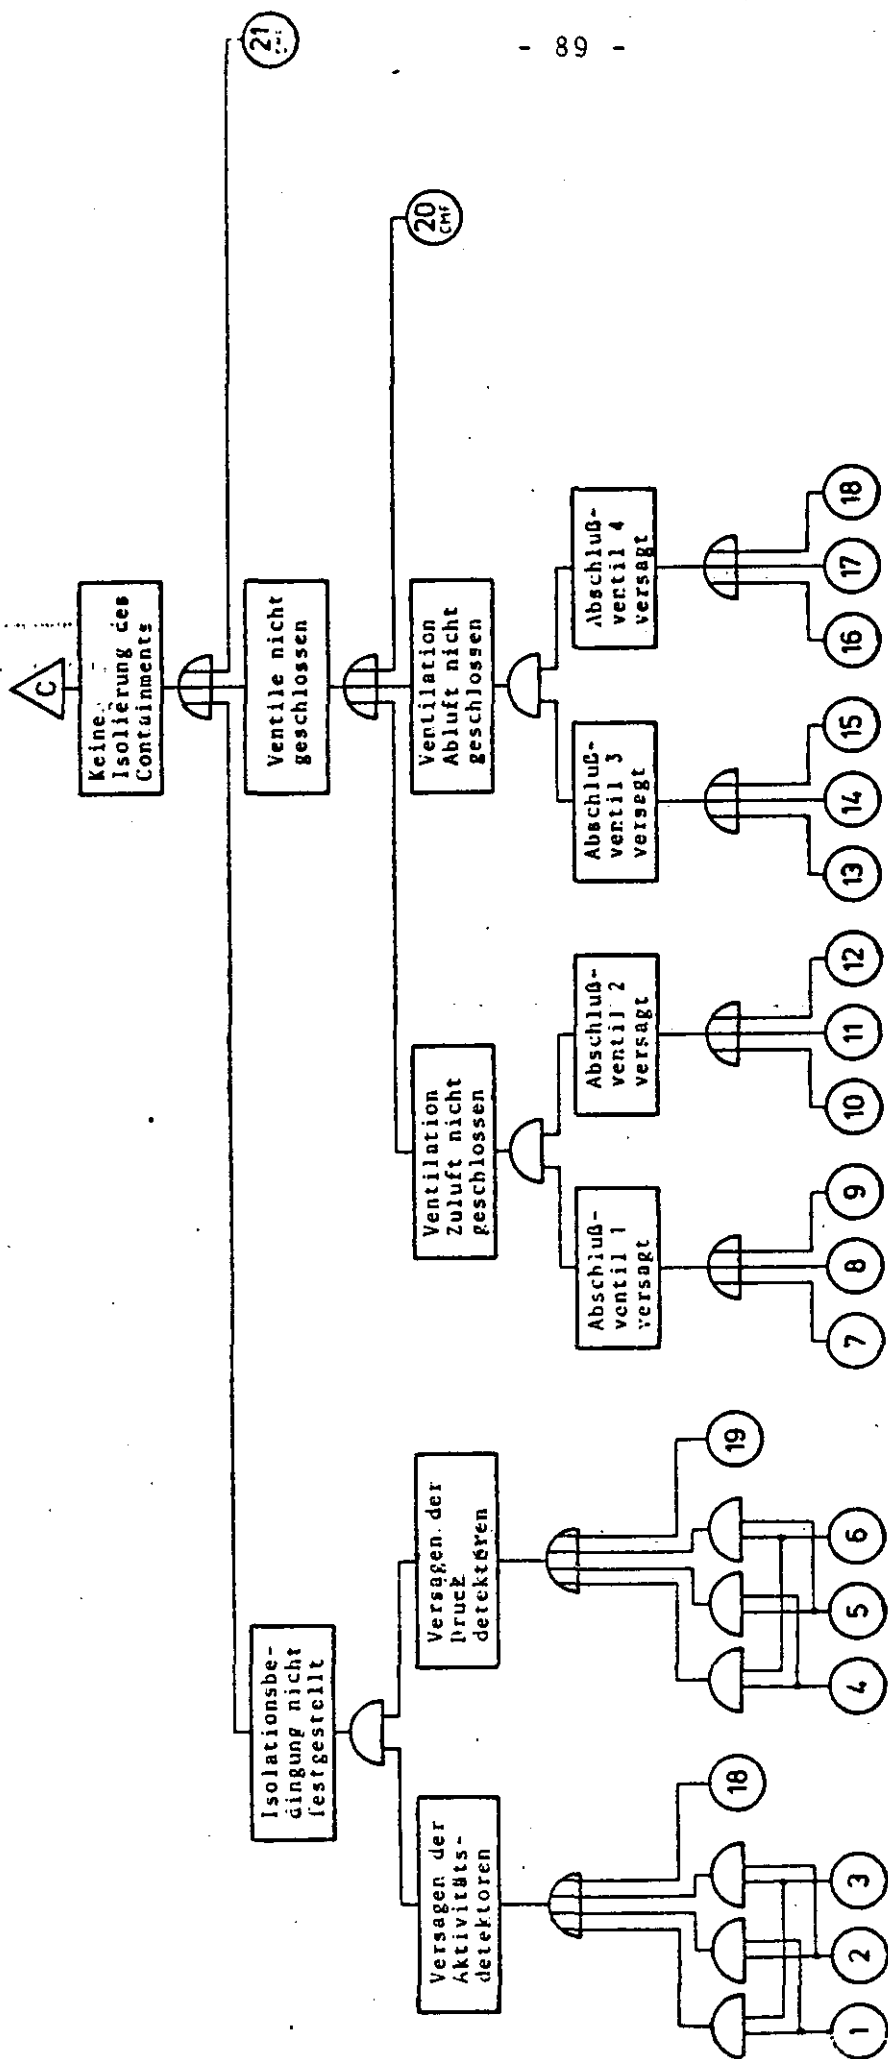 - 89 -
C
Keine
Isolierung des
Containments
21
CMF
Isolationsbe-
dingung nicht
festgestellt
Ventile nicht
geschlossen
20
CMF
Versagen der
Aktivitäts-
detektoren
Versagen der
Druck
detektoren
Ventilation
Zuluft nicht
geschlossen
Ventilation
Abluft nicht
geschlossen
Abschluß-
ventil 1
versagt
Abschluß-
ventil 2
versagt
Abschluß-
ventil 3
versagt
Abschluß-
ventil 4
versagt
18
19
1
2
3
4
5
6
7
8
9
10
11
12
13
14
15
16
17
18